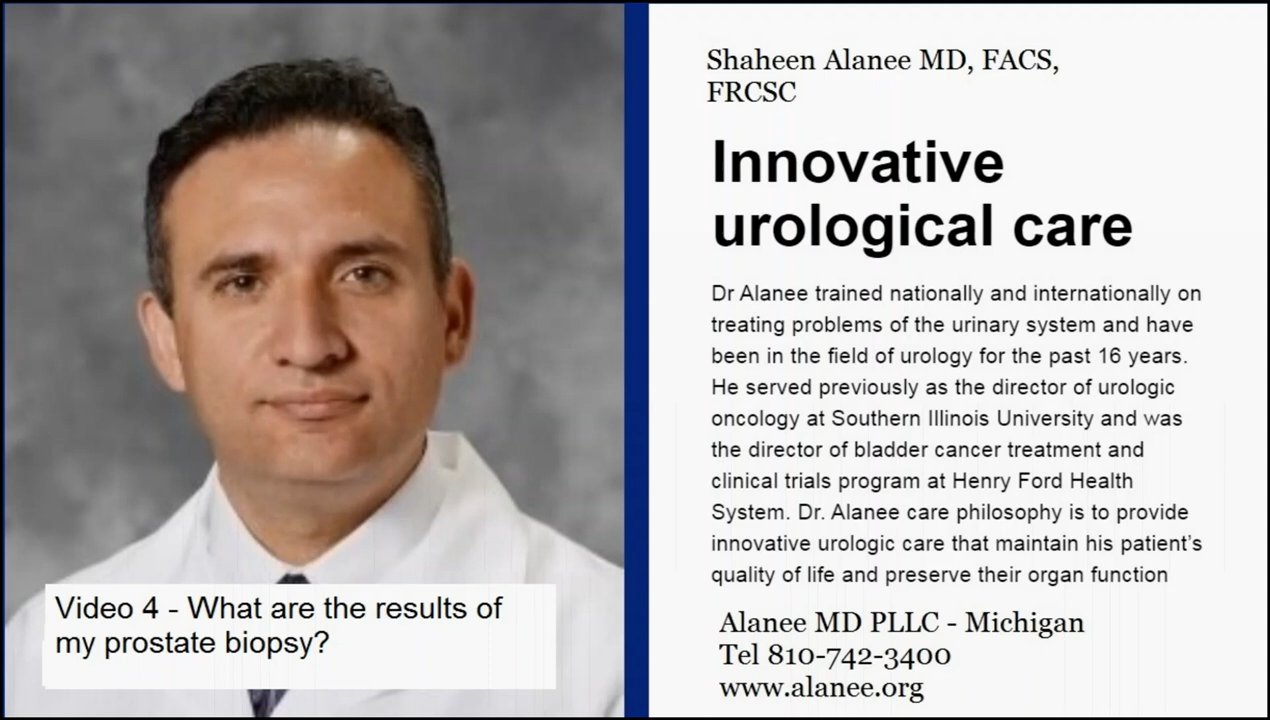 Shaheen Alanee MD, FACS,
FRCSC
Innovative
urological care
Dr Alanee trained nationally and internationally on
treating problems of the urinary system and have
been in the field of urology for the past 16 years.
He served previously as the director of urologic
oncology at Southern Illinois University and was
the director of bladder cancer treatment and
clinical trials program at Henry Ford Health
System. Dr. Alanee care philosophy is to provide
innovative urologic care that maintain his patient's
quality of life and preserve their organ function
Alanee MD PLLC - Michigan
Tel 810-742-3400
www.alanee.org
Video 4 - What are the results of
my prostate biopsy?